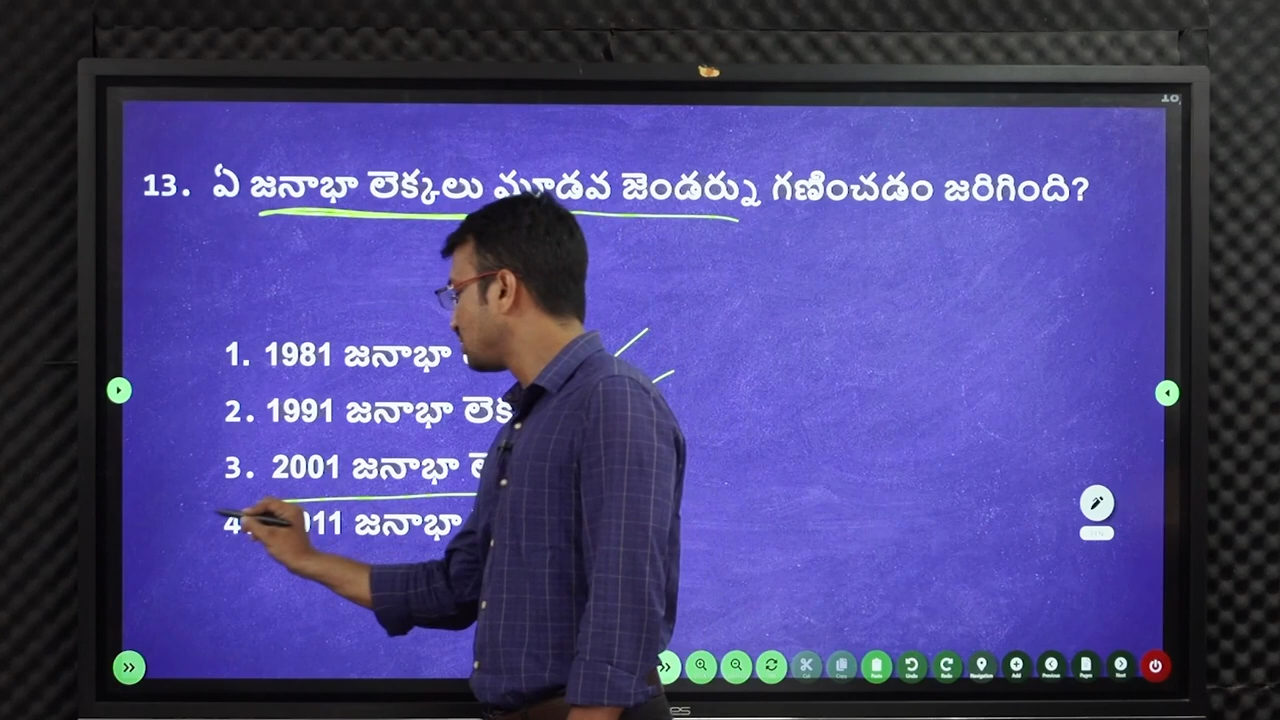 13. ఏ జనాభా లెక్కలు మూడవ జెండర్ను గణించడం జరిగింది?
1. 1981 జనాభా
2. 1991 జనాభా
3. 2001 జనాభా
జనాభా